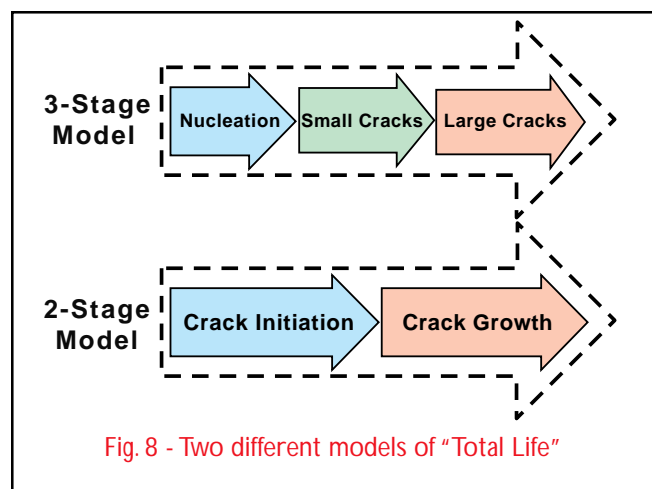 3-Stage
Model
Nucleation
Small Cracks
Large Cracks
2-Stage
Model
Crack Initiation
Crack Growth
Fig. 8 - Two different models of “Total Life”